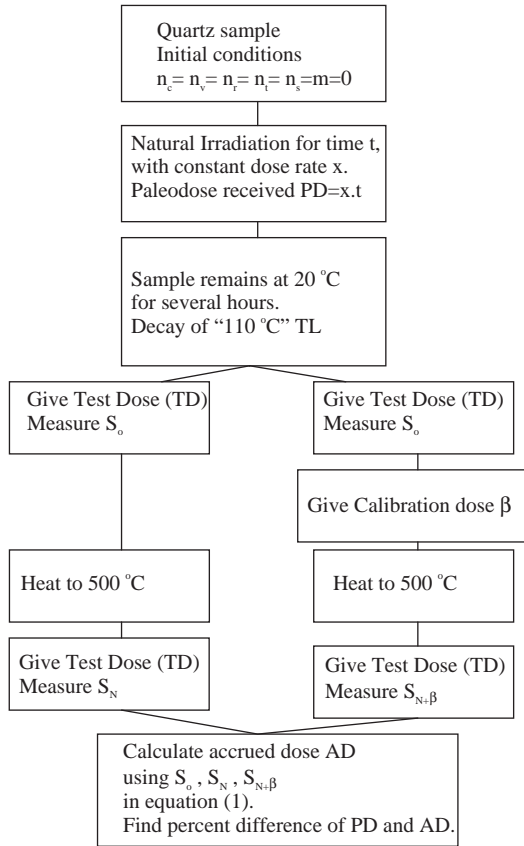 Quartz sample
Initial conditions
n_c= n_v= n_r= n_t= n_s=m=0
Natural Irradiation for time t,
with constant dose rate x.
Paleodose received PD=x.t
Sample remains at 20 °C
for several hours.
Decay of “110 °C” TL
Give Test Dose (TD)
Measure S_o
Give Test Dose (TD)
Measure S_o
Give Calibration dose β
Heat to 500 °C
Heat to 500 °C
Give Test Dose (TD)
Measure S_N
Give Test Dose (TD)
Measure S_N+β
Calculate accrued dose AD
using S_o , S_N , S_N+β
in equation (1).
Find percent difference of PD and AD.